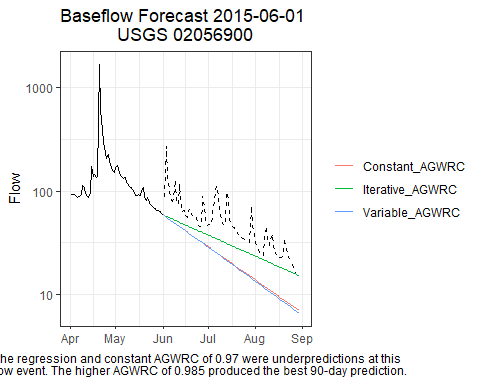 Baseflow Forecast 2015-06-01
USGS 02056900
1000
100
10
Flow
Apr May Jun Jul Aug Sep
Constant_AGWRC
Iterative_AGWRC
Variable_AGWRC
he regression and constant AGWRC of 0.97 were underpredictions at this
ow event. The higher AGWRC of 0.985 produced the best 90-day prediction.